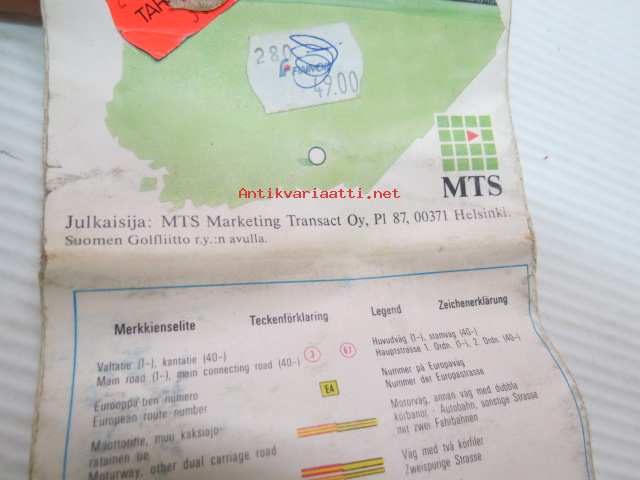 TAR
280
49.00
MTS
Antikvariaatti.net
Julkaisija: MTS Marketing Transact Oy, Pl 87, 00371 Helsinki.
Suomen Golfliitto r.y.:n avulla.
Merkkienselite Teckenförklaring Legend Zeichenerklärung
Valtatie (1–), kantatie (40–)
Main road (1–), mein connecting road (40–)
3 67
Huvudväg (1–), stamväg (40–)
Hauptstrasse 1. Ordn. (1–), 2. Ordn. (40–)
Eurooppa tien numero
European route number
E4
Nummer på Europaväg
Nummer der Europastrasse
Moottoritie, muu kaksiajo-
ratainen tie
Motorway, other dual carriage road
Motorväg, annan väg med dubbla
körbanor · Autobahn, sonstige Strasse
mit zwei Fahrbahnen
Väg med två körfiler
Zweispurige Strasse